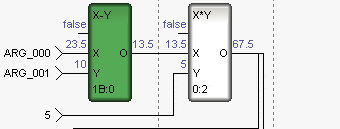 X-Y
X*Y
false
false
23.5
13.5
13.5
67.5
ARG_000
X
O
X
O
10
5
ARG_001
Y
Y
1B:0
0:2
5